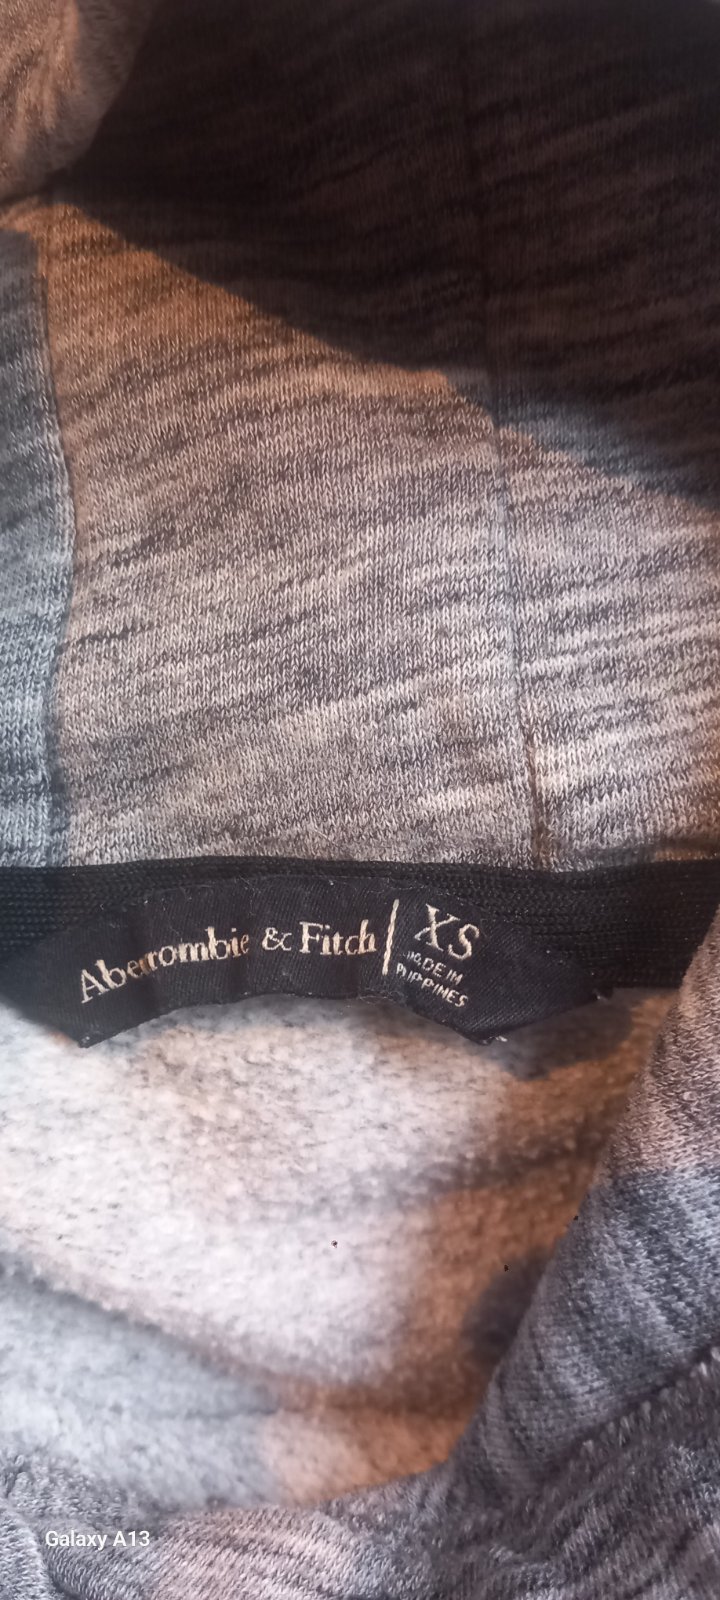 Abercrombie & Fitch
XS
MADE IN
PHILIPPINES
Galaxy A13